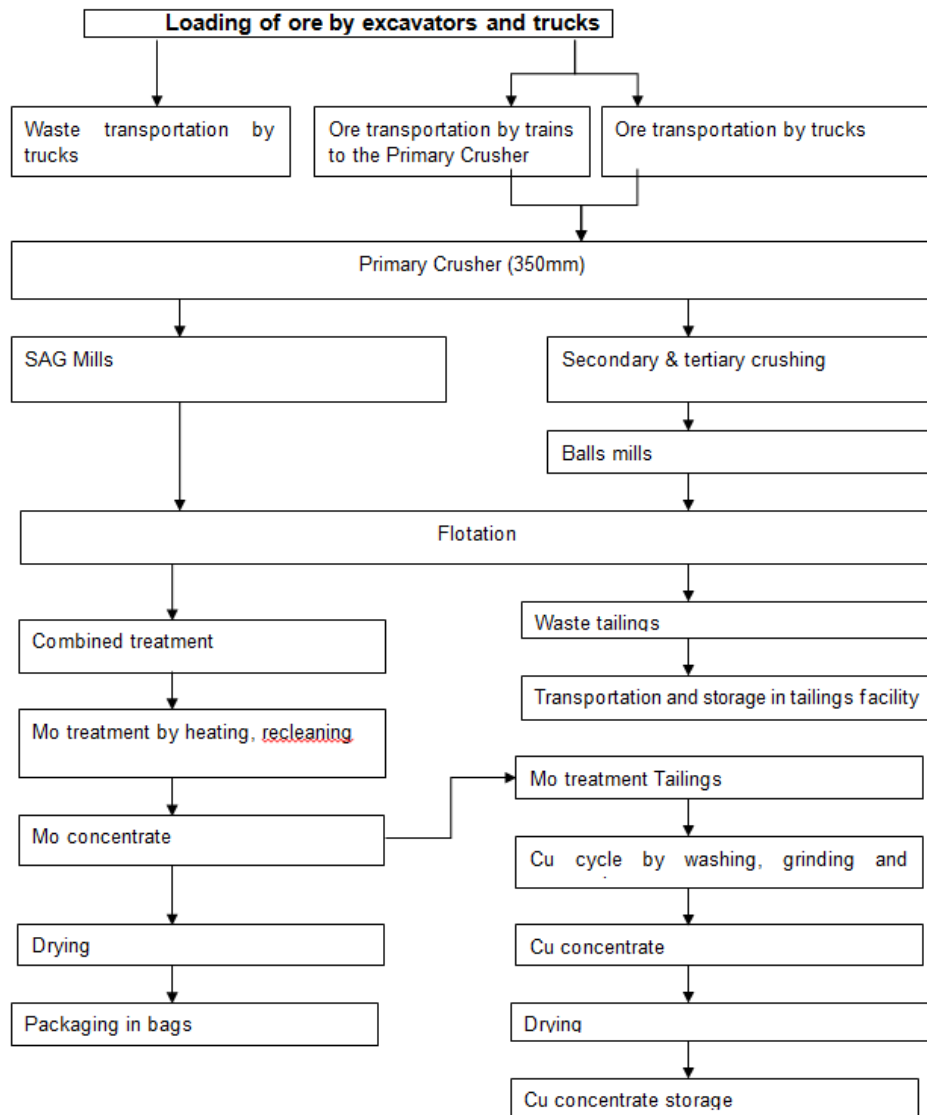 Loading of ore by excavators and trucks
Waste transportation by
trucks
Ore transportation by trains
to the Primary Crusher
Ore transportation by trucks
Primary Crusher (350mm)
SAG Mills
Secondary & tertiary crushing
Balls mills
Flotation
Combined treatment
Mo treatment by heating, recleaning
Mo concentrate
Drying
Packaging in bags
Waste tailings
Transportation and storage in tailings facility
Mo treatment Tailings
Cu cycle by washing, grinding and
Cu concentrate
Drying
Cu concentrate storage